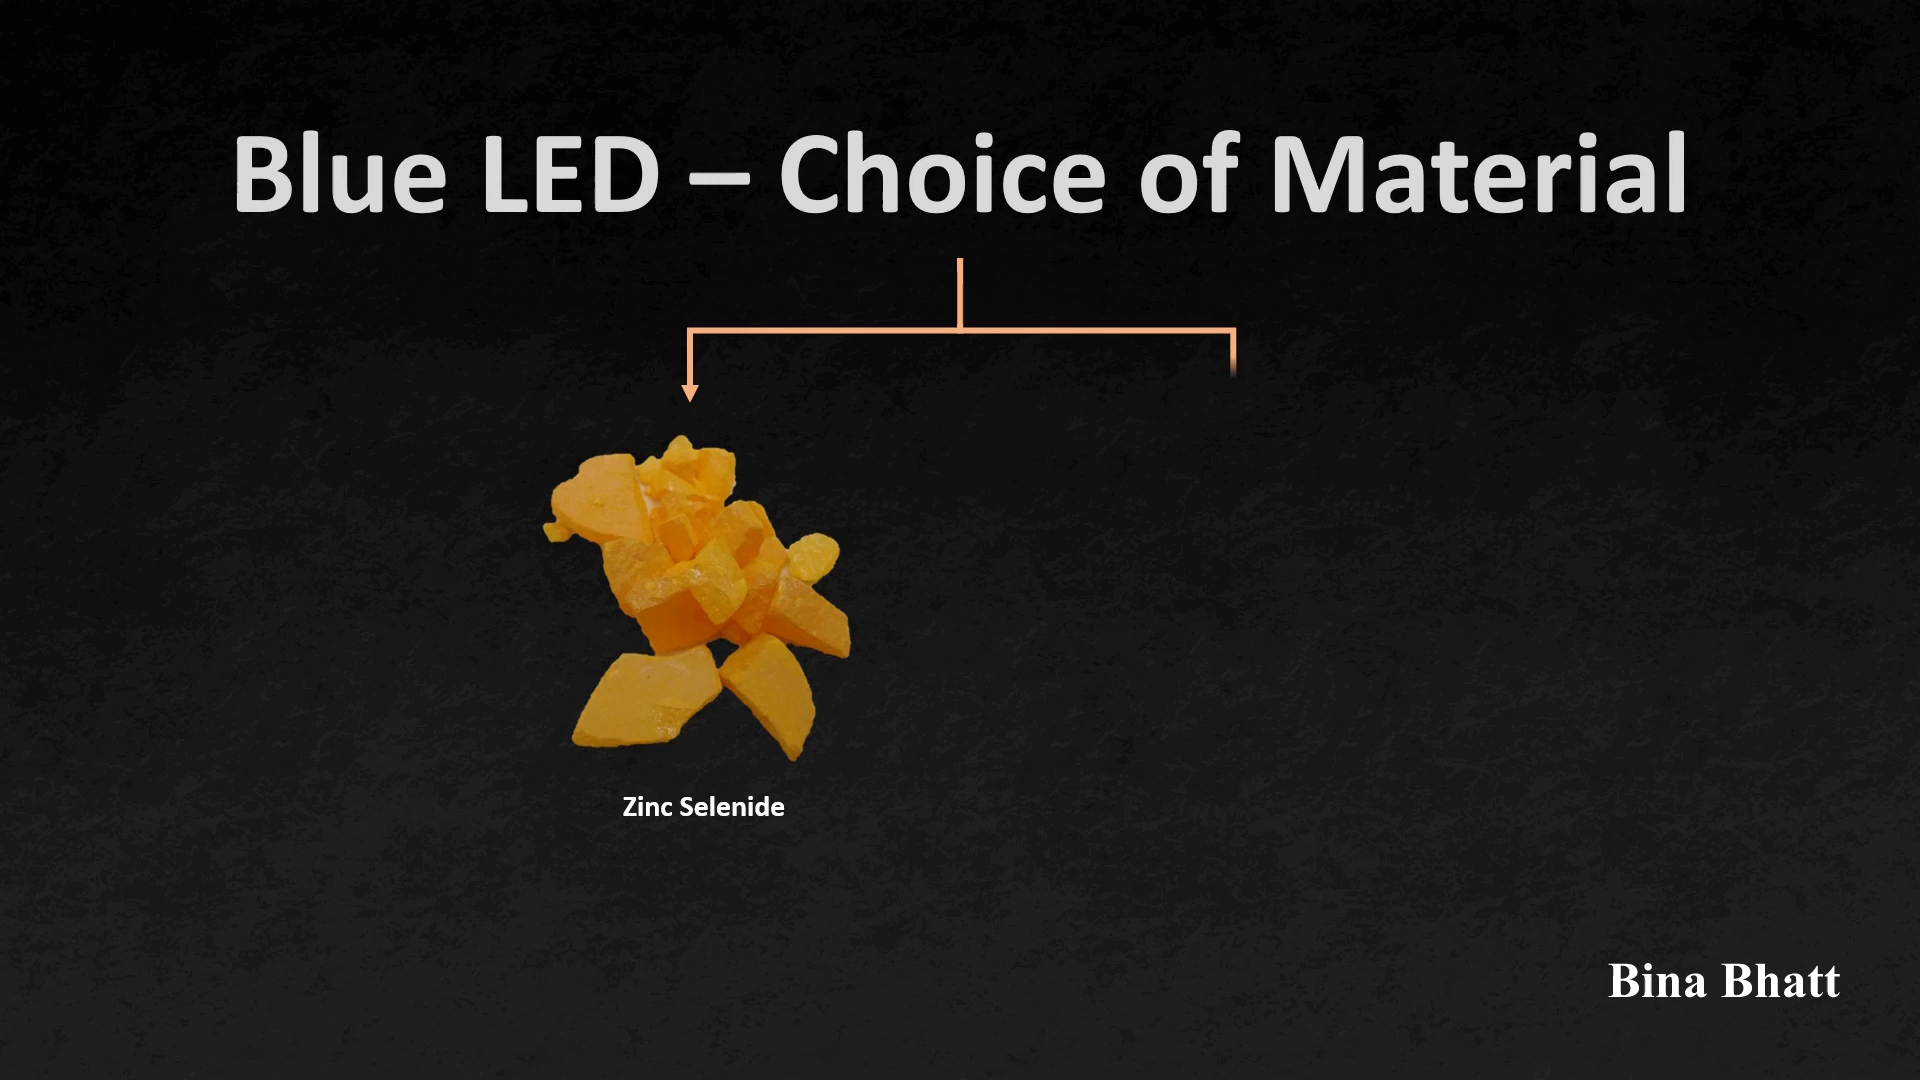 Blue LED – Choice of Material
Zinc Selenide
Bina Bhatt